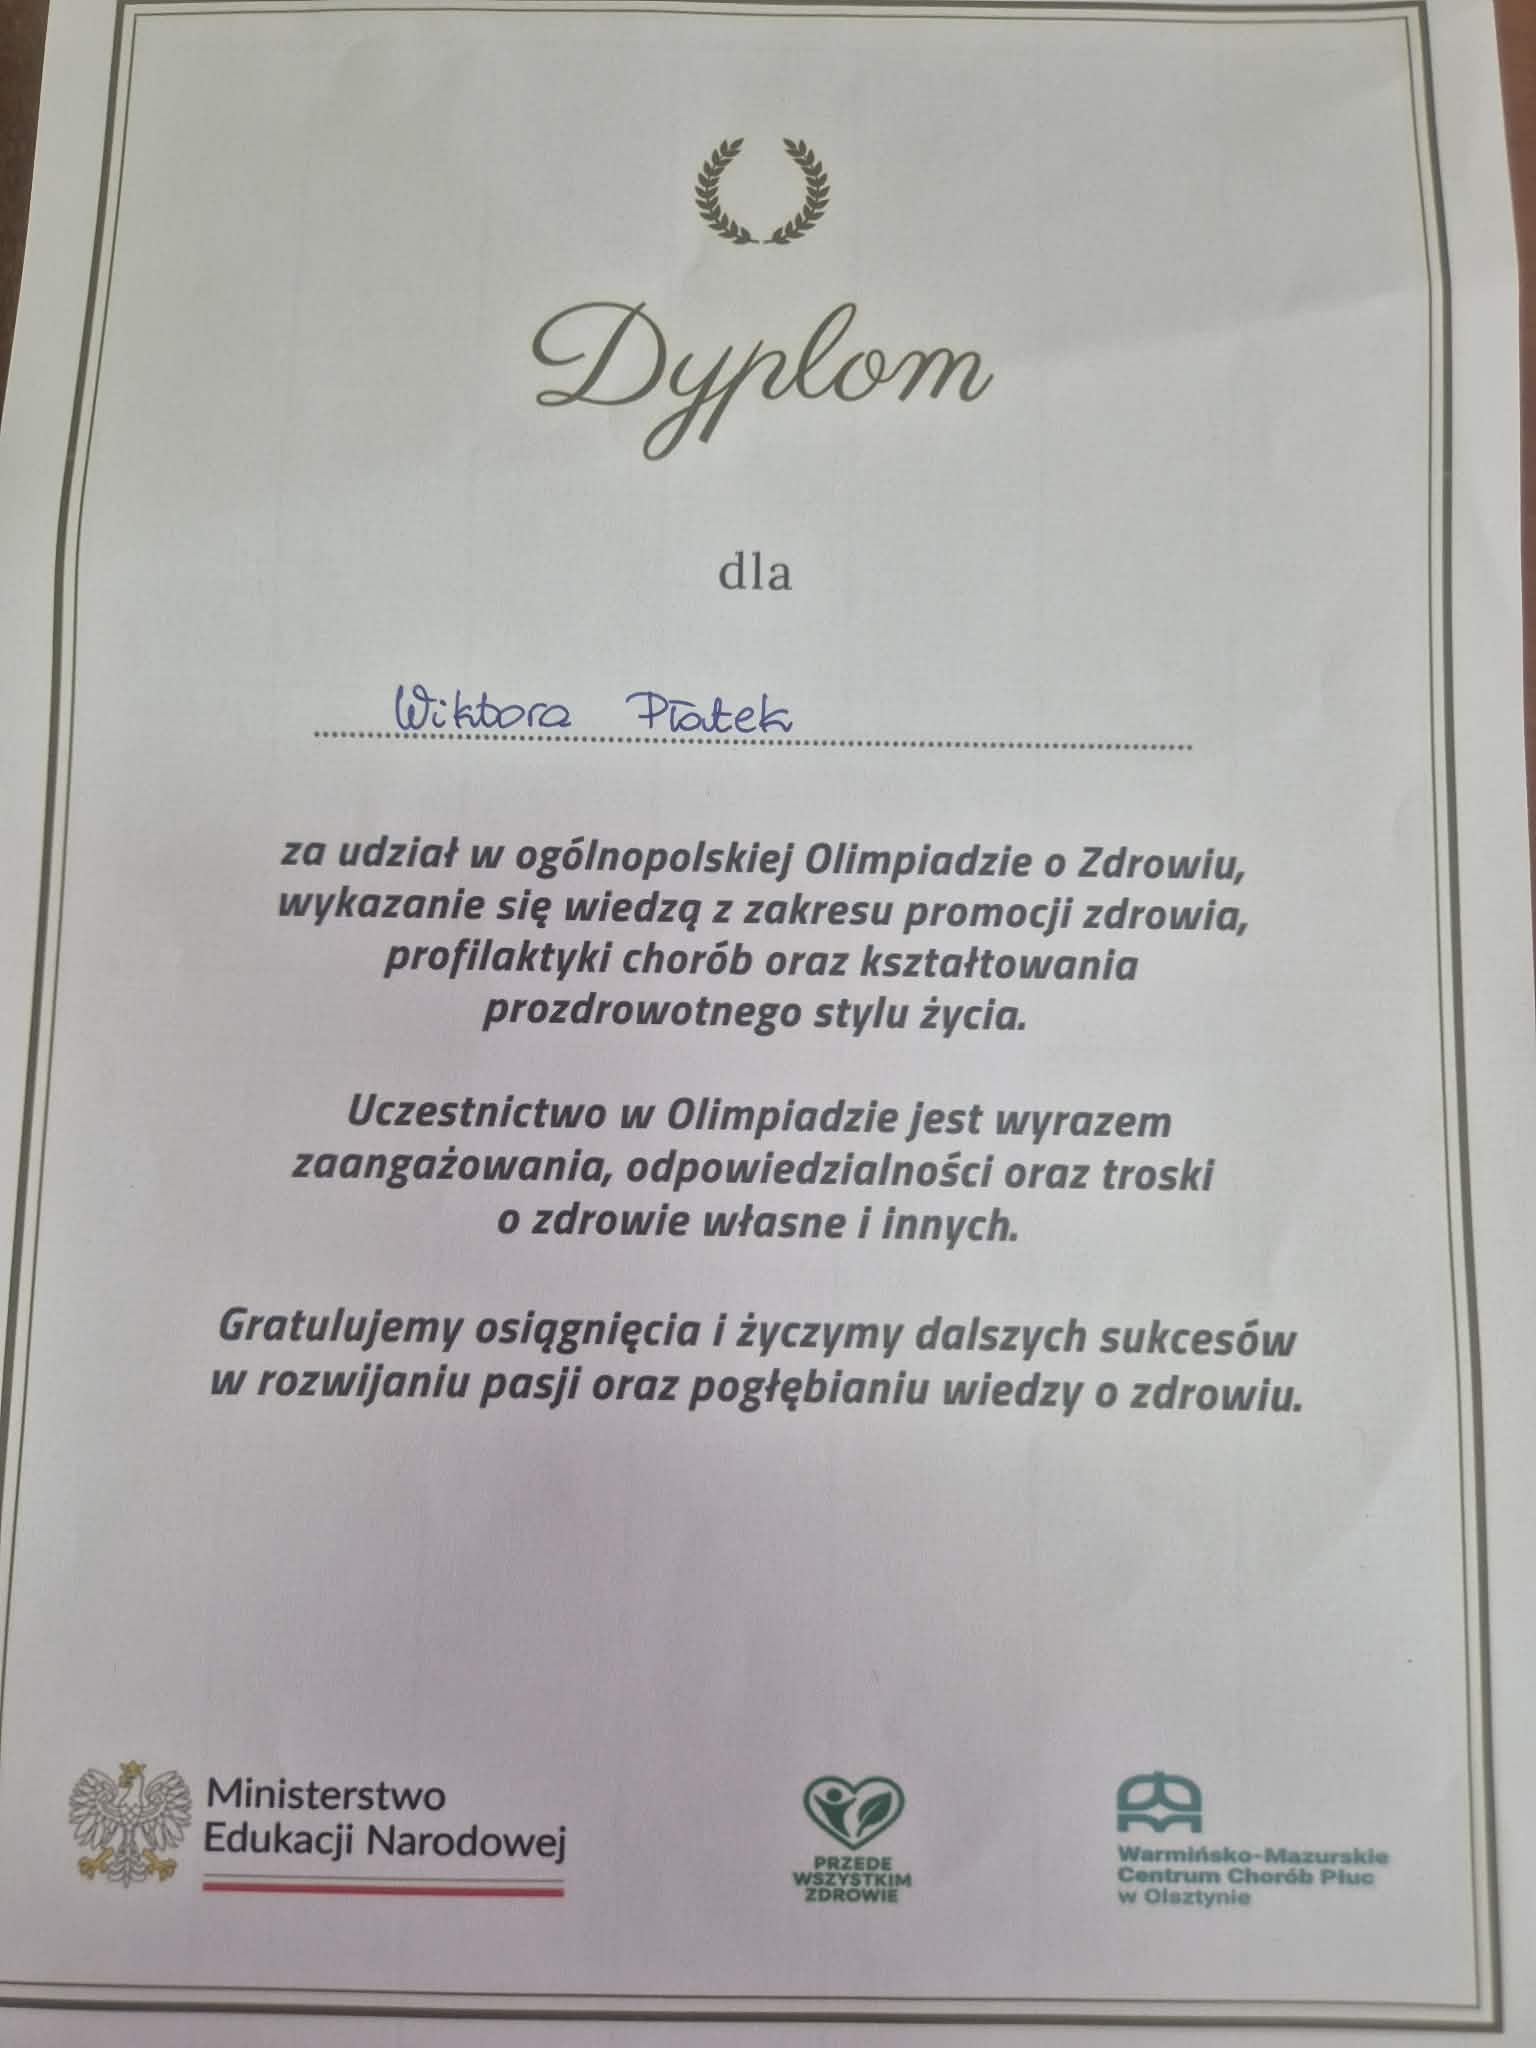 Dyplom
dla
Wiktora Płatek
za udział w ogólnopolskiej Olimpiadzie o Zdrowiu,
wykazanie się wiedzą z zakresu promocji zdrowia,
profilaktyki chorób oraz kształtowania
prozdrowotnego stylu życia.
Uczestnictwo w Olimpiadzie jest wyrazem
zaangażowania, odpowiedzialności oraz troski
o zdrowie własne i innych.
Gratulujemy osiągnięcia i życzymy dalszych sukcesów
w rozwijaniu pasji oraz pogłębianiu wiedzy o zdrowiu.
Ministerstwo
Edukacji Narodowej
PRZEDE
WSZYSTKIM
ZDROWIE
Warmińsko-Mazurskie
Centrum Chorób Płuc
w Olsztynie